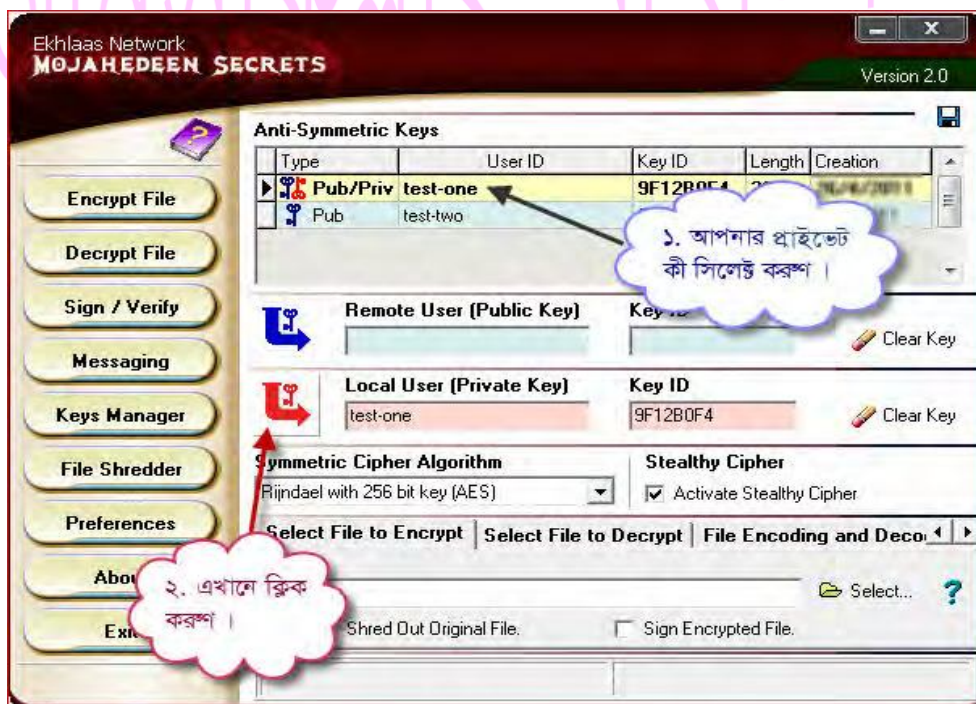 Ekhlaas Network
MOJAHEDEEN SECRETS
Version 2.0
Anti-Symmetric Keys
Type User ID Key ID Length Creation
Pub/Priv test-one 9F12B0F4
Pub test-two
১. আপনার প্রাইভেট
কী সিলেক্ট করুণ ।
Encrypt File
Decrypt File
Sign / Verify
Messaging
Keys Manager
File Shredder
Preferences
Remote User (Public Key)
Clear Key
Local User (Private Key) Key ID
test-one 9F12B0F4 Clear Key
Symmetric Cipher Algorithm Stealthy Cipher
Rijndael with 256 bit key (AES) Activate Stealthy Cipher
Select File to Encrypt Select File to Decrypt File Encoding and
২. এখানে ক্লিক
করুণ ।
Select... ?
Shred Out Original File. Sign Encrypted File.